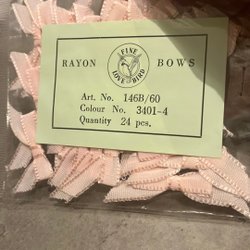 FINE
RAYON BOWS
LOVE BIRD
Art. No. 146B/60
Colour No. 3401-4
Quantity 24 pcs.